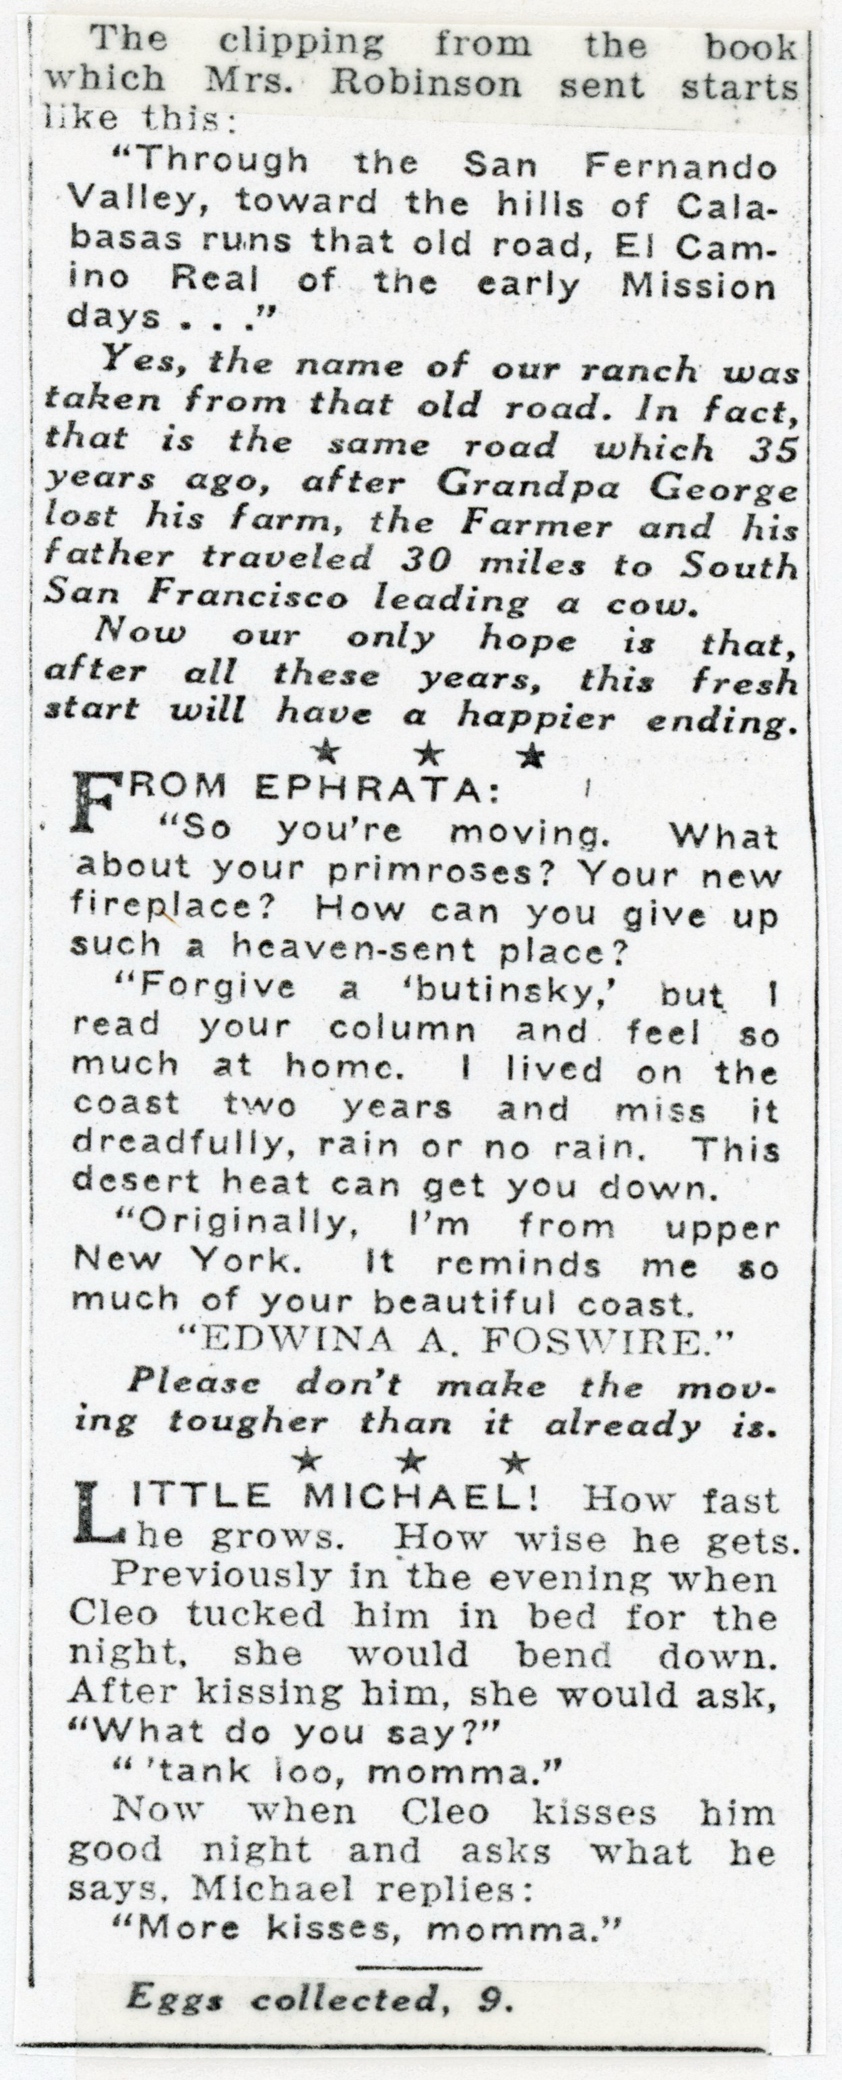 The clipping from the book
which Mrs. Robinson sent starts
like this:
“Through the San Fernando
Valley, toward the hills of Cala-
basas runs that old road, El Cam-
ino Real of the early Mission
days . . .”
Yes, the name of our ranch was
taken from that old road. In fact,
that is the same road which 35
years ago, after Grandpa George
lost his farm, the Farmer and his
father traveled 30 miles to South
San Francisco leading a cow.
Now our only hope is that,
after all these years, this fresh
start will have a happier ending.
★ ★ ★
FROM EPHRATA:
“So you’re moving. What
about your primroses? Your new
fireplace? How can you give up
such a heaven-sent place?
“Forgive a ‘butinsky,’ but I
read your column and feel so
much at home. I lived on the
coast two years and miss it
dreadfully, rain or no rain. This
desert heat can get you down.
“Originally, I’m from upper
New York. It reminds me so
much of your beautiful coast.
“EDWINA A. FOSWIRE.”
Please don’t make the mov-
ing tougher than it already is.
★ ★ ★
LITTLE MICHAEL! How fast
he grows. How wise he gets.
Previously in the evening when
Cleo tucked him in bed for the
night, she would bend down.
After kissing him, she would ask,
“What do you say?”
“ ’tank ioo, momma.”
Now when Cleo kisses him
good night and asks what he
says, Michael replies:
“More kisses, momma.”
Eggs collected, 9.